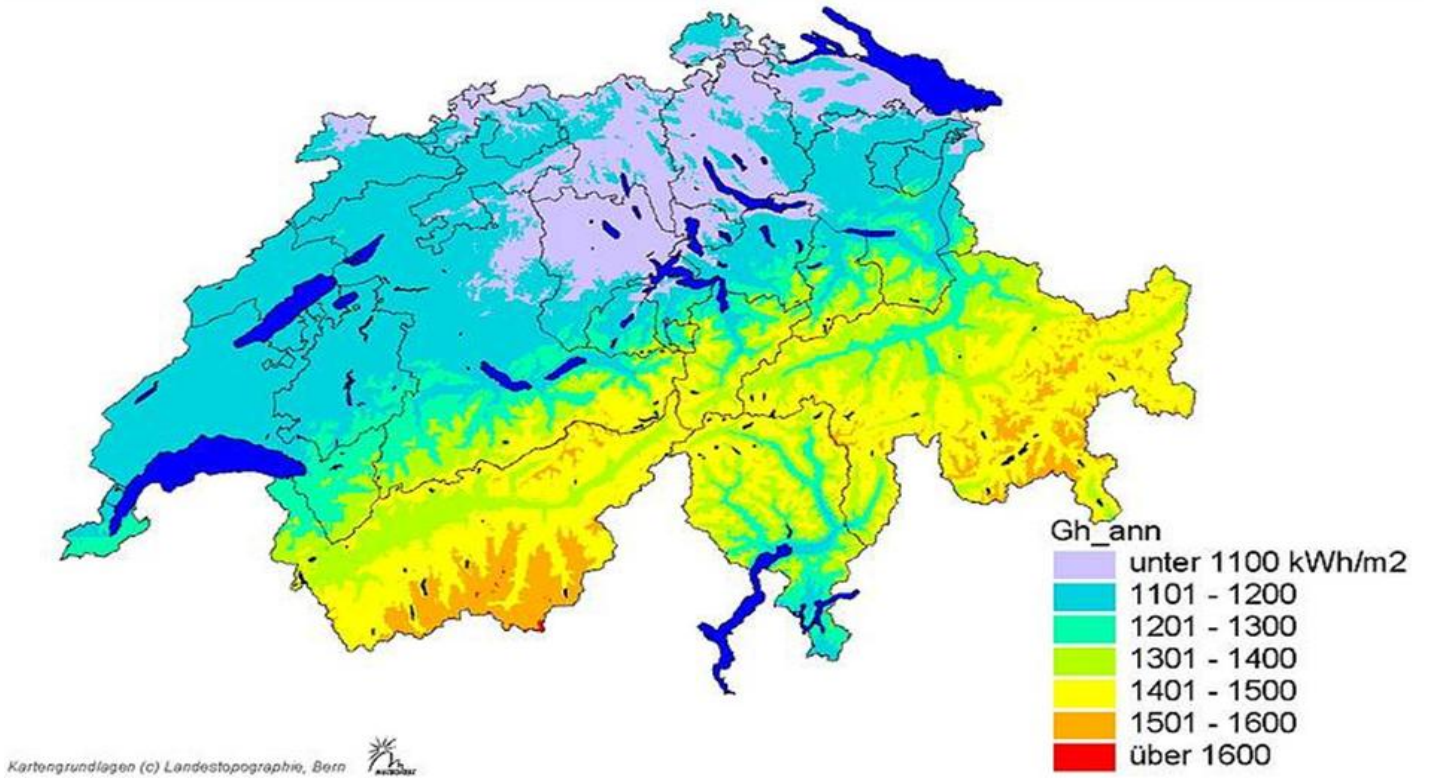 Gh_ann
unter 1100 kWh/m2
1101 - 1200
1201 - 1300
1301 - 1400
1401 - 1500
1501 - 1600
über 1600
Kartengrundlagen (c) Landestopographie, Bern